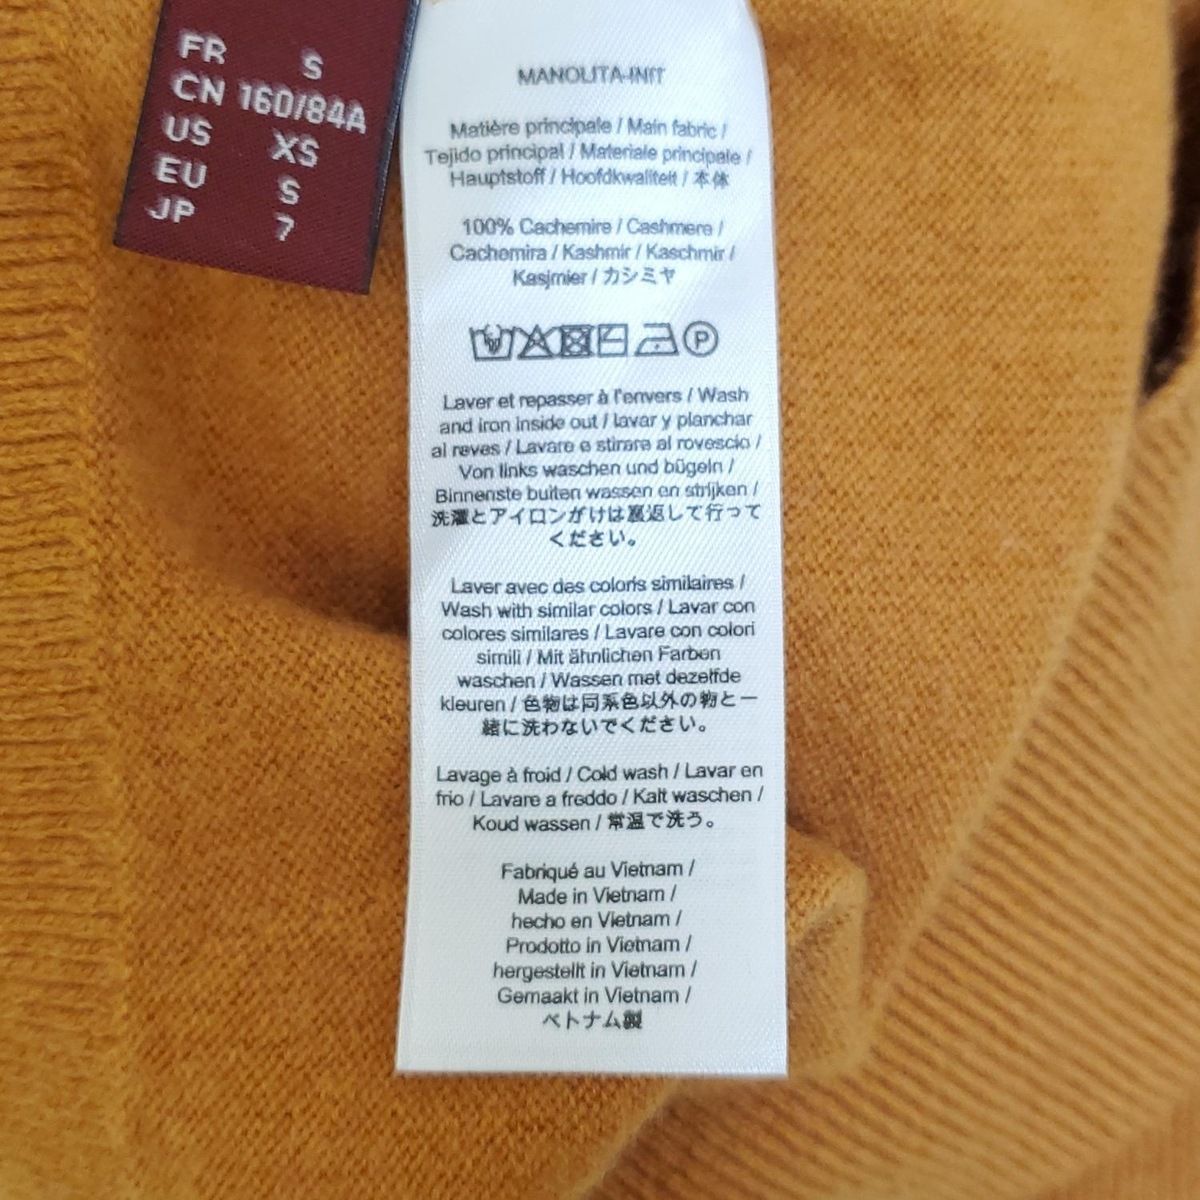 FR S
CN 160/84A
US XS
EU S
JP 7
MANOLITA-INIT
Matière principale / Main fabric /
Tejido principal / Materiale principale /
Hauptstoff / Hoofdkwaliteit / 本体
100% Cachemire / Cashmere /
Cachemira / Kashmir / Kaschmir /
Kasjmier / カシミヤ
P
Laver et repasser à l'envers / Wash
and iron inside out / lavar y planchar
al reves / Lavare e stirare al rovescio /
Von links waschen und bügeln /
Binnenste buiten wassen en strijken /
洗濯とアイロンがけは裏返して行って
ください。
Laver avec des coloris similaires /
Wash with similar colors / Lavar con
colores similares / Lavare con colori
simili / Mit ähnlichen Farben
waschen / Wassen met dezelfde
kleuren / 色物は同系色以外の物と一
緒に洗わないでください。
Lavage à froid / Cold wash / Lavar en
frio / Lavare a freddo / Kalt waschen /
Koud wassen / 常温で洗う。
Fabriqué au Vietnam /
Made in Vietnam /
hecho en Vietnam /
Prodotto in Vietnam /
hergestellt in Vietnam /
Gemaakt in Vietnam /
ベトナム製